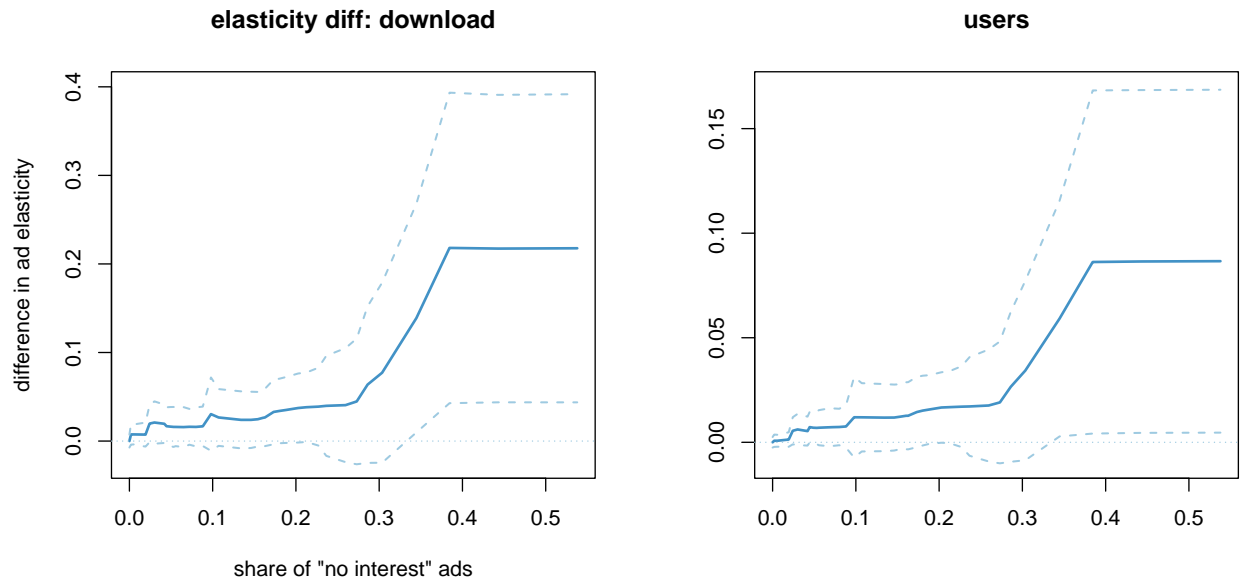 elasticity diff: download
difference in ad elasticity
0.4
0.3
0.2
0.1
0.0
0.0 0.1 0.2 0.3 0.4 0.5
share of "no interest" ads
users
0.15
0.10
0.05
0.00
0.0 0.1 0.2 0.3 0.4 0.5